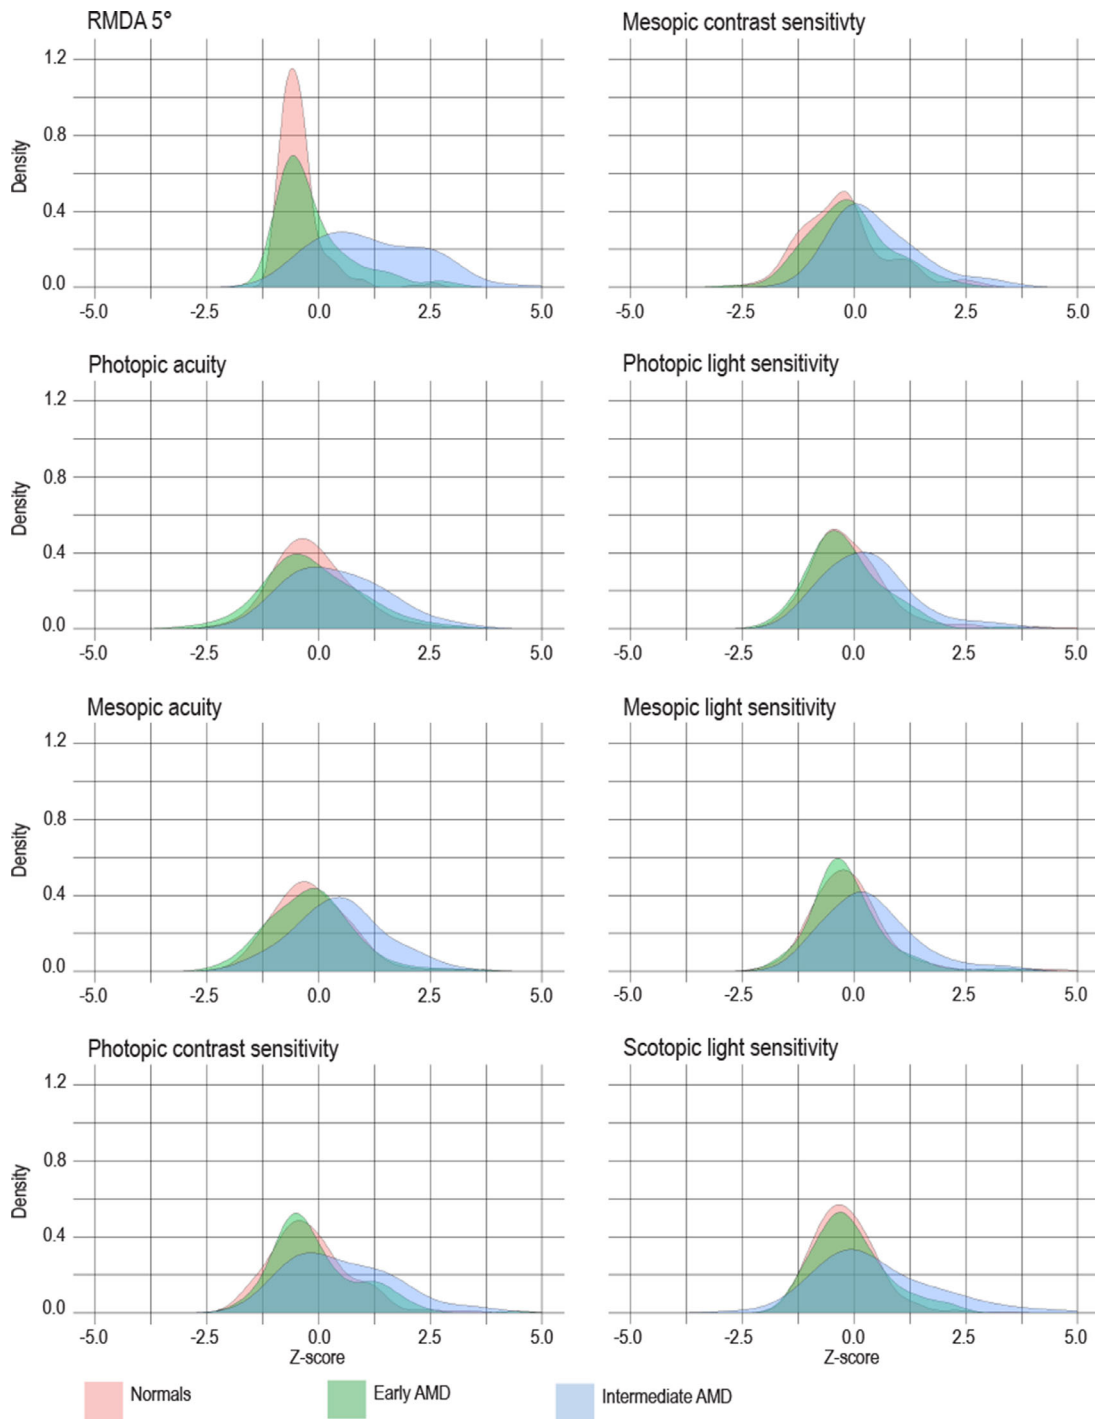 RMDA 5°
Mesopic contrast sensitivty
1.2
0.8
0.4
0.0
Density
-5.0 -2.5 0.0 2.5 5.0
-5.0 -2.5 0.0 2.5 5.0
Photopic acuity
Photopic light sensitivity
1.2
0.8
0.4
0.0
Density
-5.0 -2.5 0.0 2.5 5.0
-5.0 -2.5 0.0 2.5 5.0
Mesopic acuity
Mesopic light sensitivity
1.2
0.8
0.4
0.0
Density
-5.0 -2.5 0.0 2.5 5.0
-5.0 -2.5 0.0 2.5 5.0
Photopic contrast sensitivity
Scotopic light sensitivity
1.2
0.8
0.4
0.0
Density
-5.0 -2.5 0.0 2.5 5.0
-5.0 -2.5 0.0 2.5 5.0
Z-score
Z-score
Normals
Early AMD
Intermediate AMD